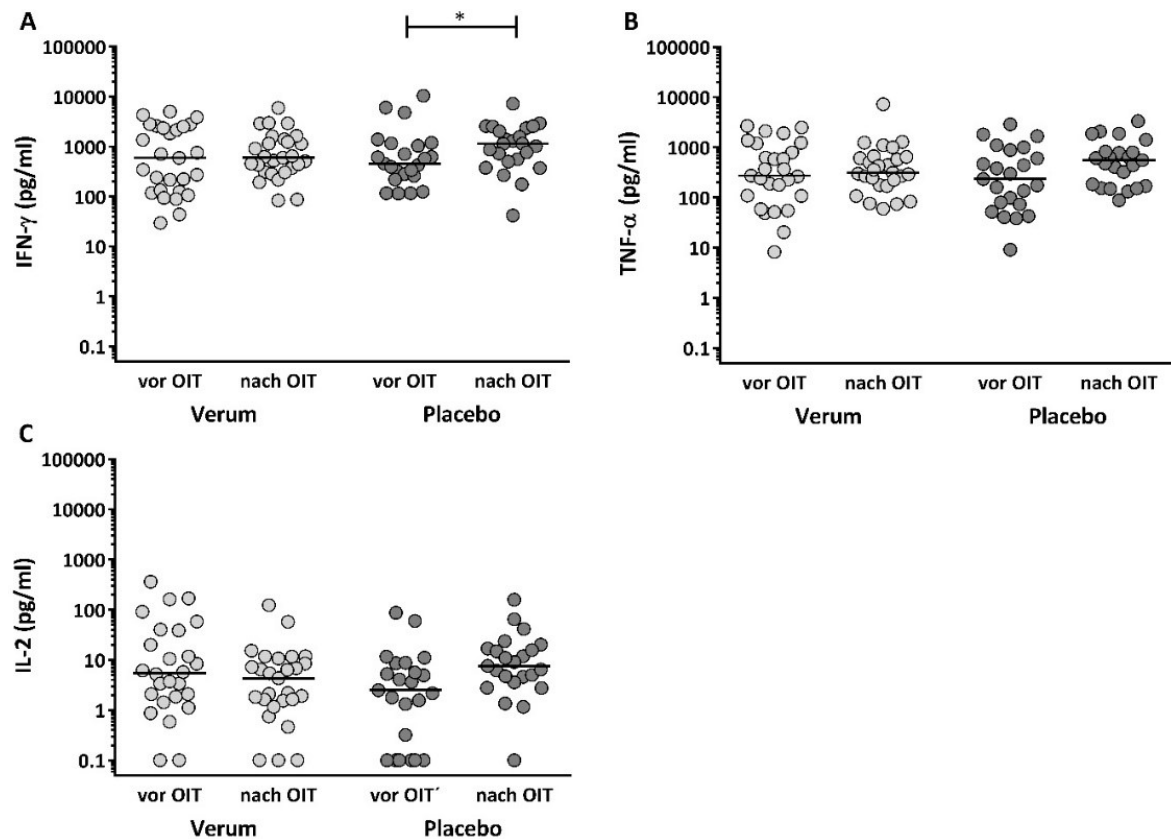 A
*
100000
10000
1000
100
10
1
0.1
IFN-γ (pg/ml)
vor OIT nach OIT vor OIT nach OIT
Verum Placebo
B
100000
10000
1000
100
10
1
0.1
TNF-α (pg/ml)
vor OIT nach OIT vor OIT nach OIT
Verum Placebo
C
100000
10000
1000
100
10
1
0.1
IL-2 (pg/ml)
vor OIT nach OIT vor OIT´ nach OIT
Verum Placebo